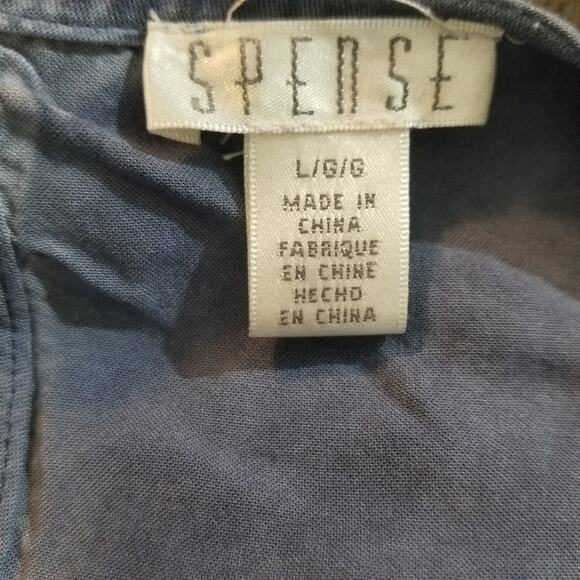 SPENSE
L/G/G
MADE IN
CHINA
FABRIQUE
EN CHINE
HECHO
EN CHINA